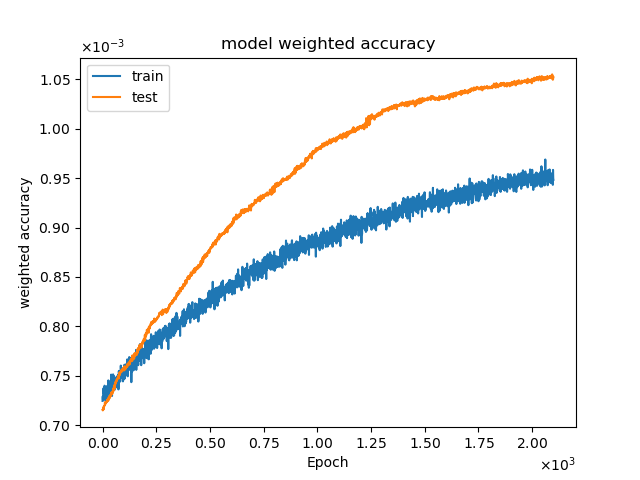 model weighted accuracy
×10⁻³
train
test
1.05
1.00
0.95
0.90
0.85
0.80
0.75
0.70
weighted accuracy
0.00 0.25 0.50 0.75 1.00 1.25 1.50 1.75 2.00
Epoch
×10³